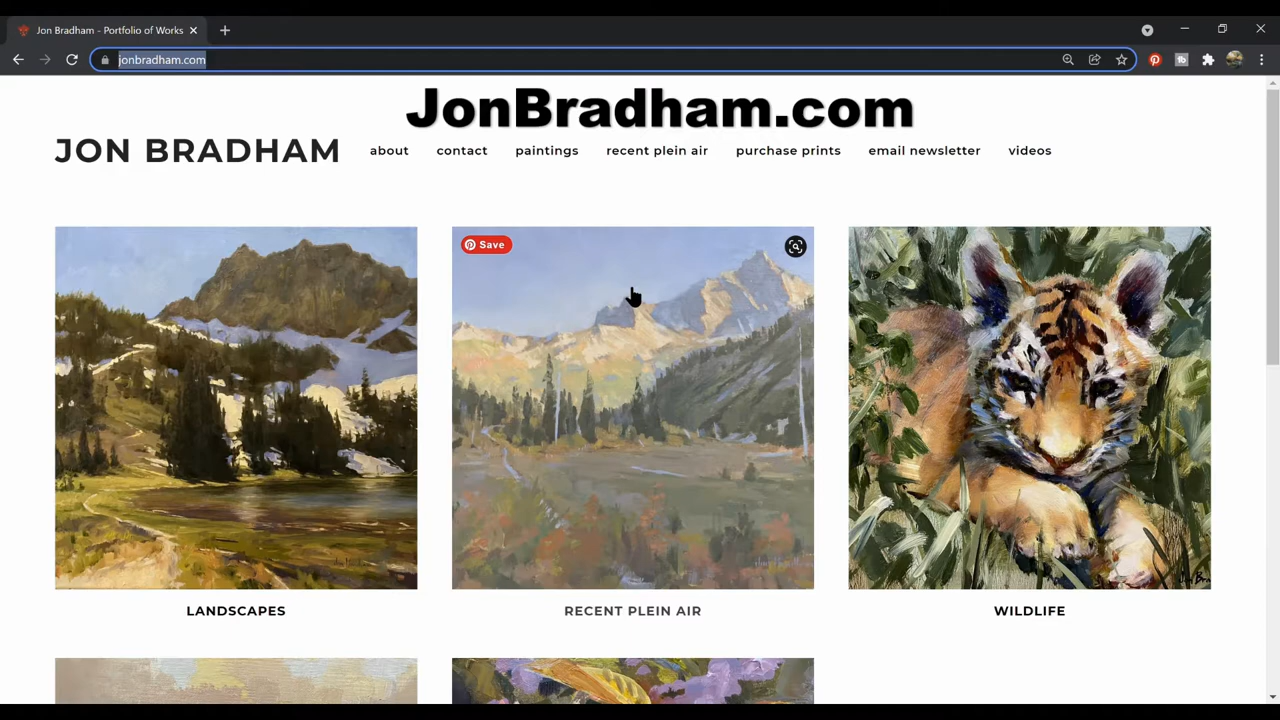 Jon Bradham - Portfolio of Works
jonbradham.com
JonBradham.com
JON BRADHAM
about
contact
paintings
recent plein air
purchase prints
email newsletter
videos
Save
LANDSCAPES
RECENT PLEIN AIR
WILDLIFE